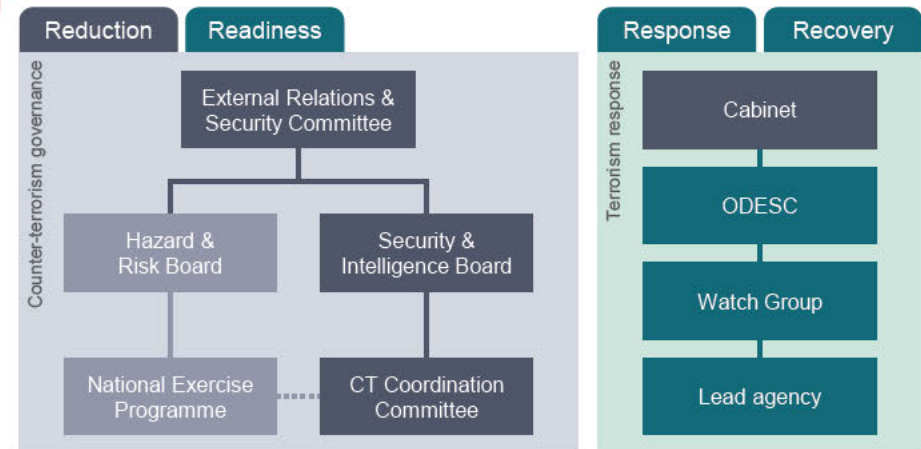 Reduction
Readiness
Counter-terrorism governance
External Relations &
Security Committee
Hazard &
Risk Board
Security &
Intelligence Board
National Exercise
Programme
CT Coordination
Committee
Response
Recovery
Terrorism response
Cabinet
ODESC
Watch Group
Lead agency